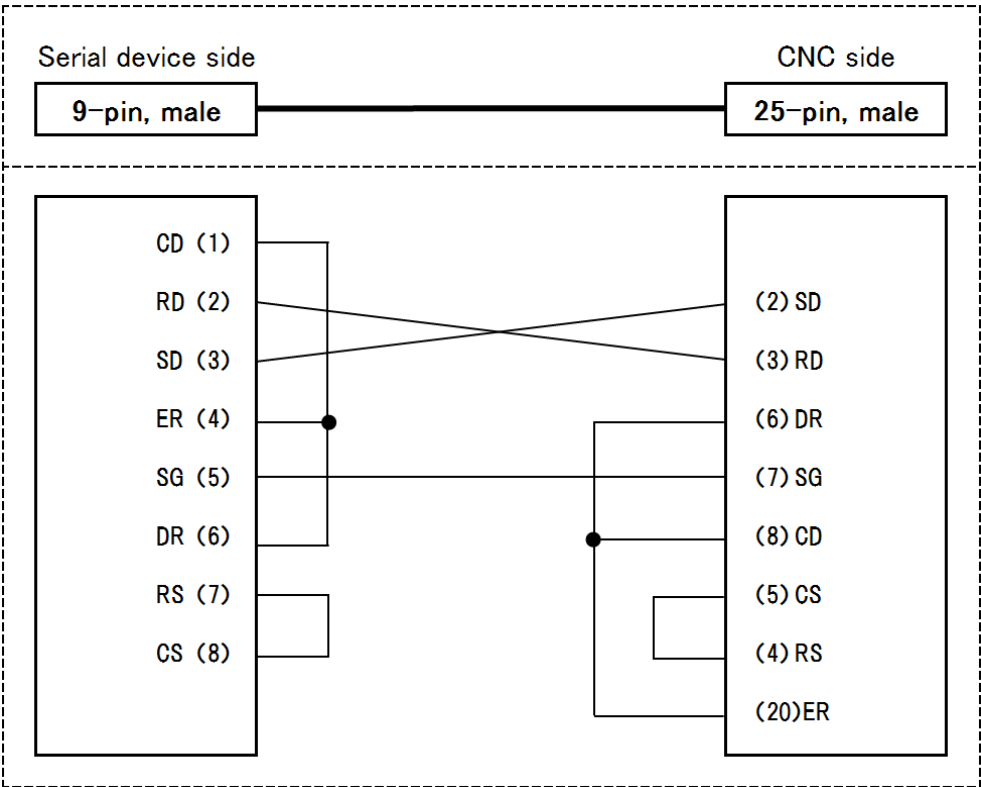 Serial device side
CNC side
9-pin, male
25-pin, male
CD (1)
RD (2)
SD (3)
ER (4)
SG (5)
DR (6)
RS (7)
CS (8)
(2) SD
(3) RD
(6) DR
(7) SG
(8) CD
(5) CS
(4) RS
(20)ER